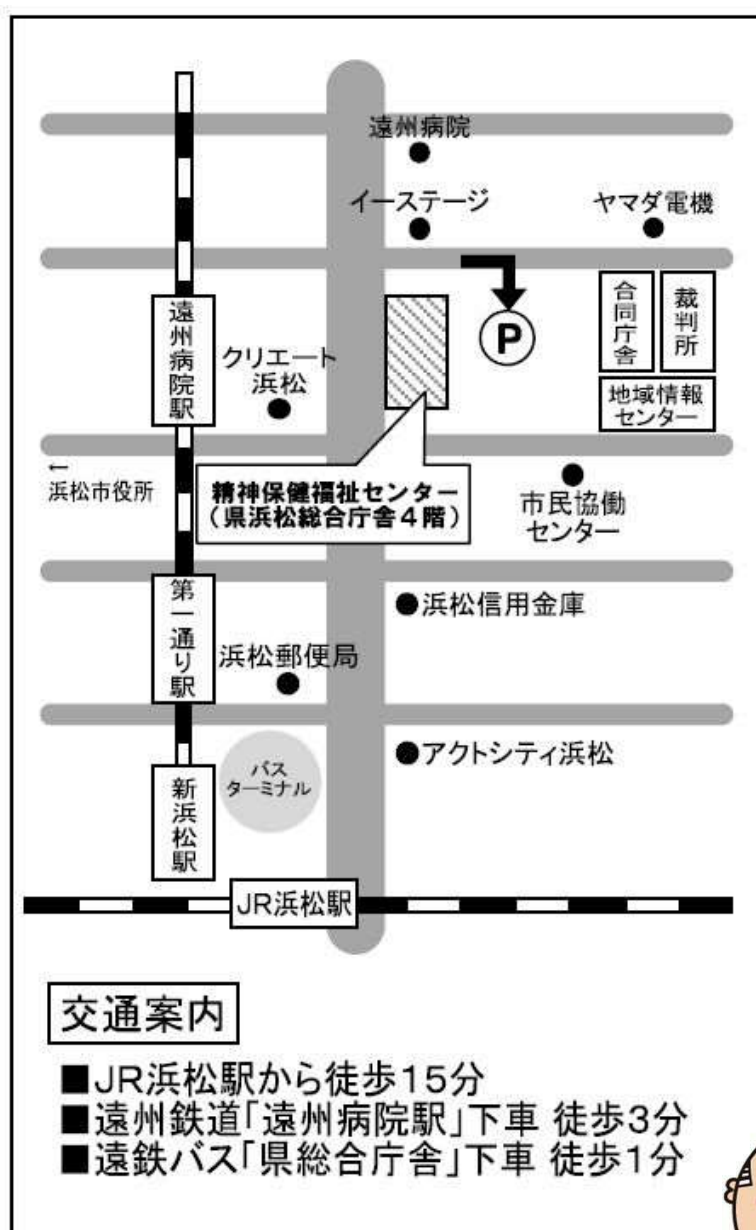 遠州病院
イーステージ
ヤマダ電機
遠州病院駅
クリエート
浜松
P
合同庁舎
裁判所
地域情報
センター
←
浜松市役所
精神保健福祉センター
（県浜松総合庁舎４階）
市民協働
センター
第一通り駅
浜松信用金庫
浜松郵便局
バス
ターミナル
アクトシティ浜松
新浜松駅
JR浜松駅
交通案内
■JR浜松駅から徒歩15分
■遠州鉄道「遠州病院駅」下車 徒歩3分
■遠鉄バス「県総合庁舎」下車 徒歩1分